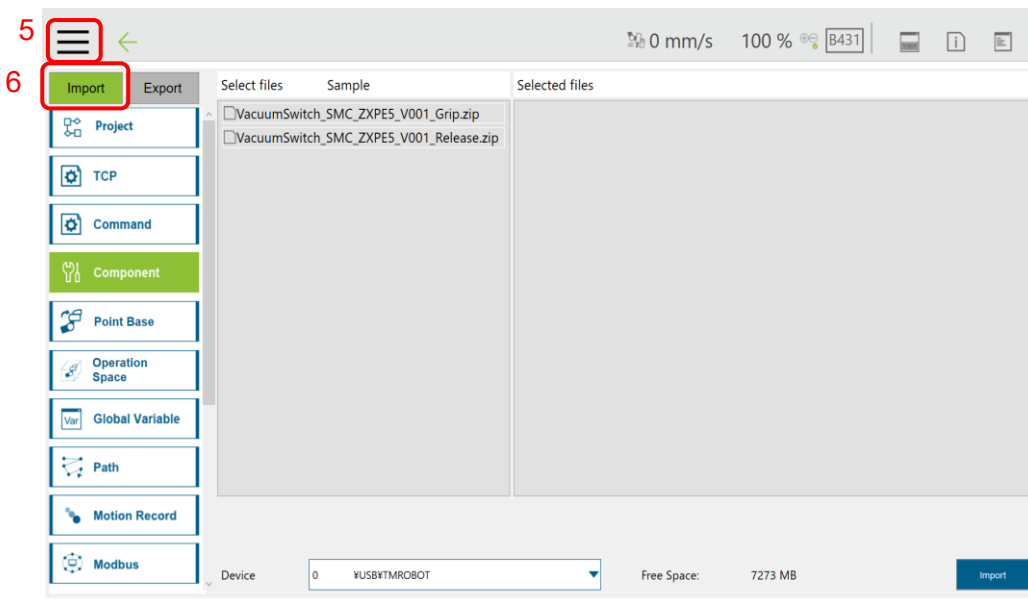 5
0 mm/s 100 % B431
6
Import Export
Select files Sample Selected files
VacuumSwitch_SMC_ZXPE5_V001_Grip.zip
VacuumSwitch_SMC_ZXPE5_V001_Release.zip
Project
TCP
Command
Component
Point Base
Operation
Space
Var Global Variable
Path
Motion Record
Modbus
Device 0 ¥USB¥TMROBOT Free Space: 7273 MB Import